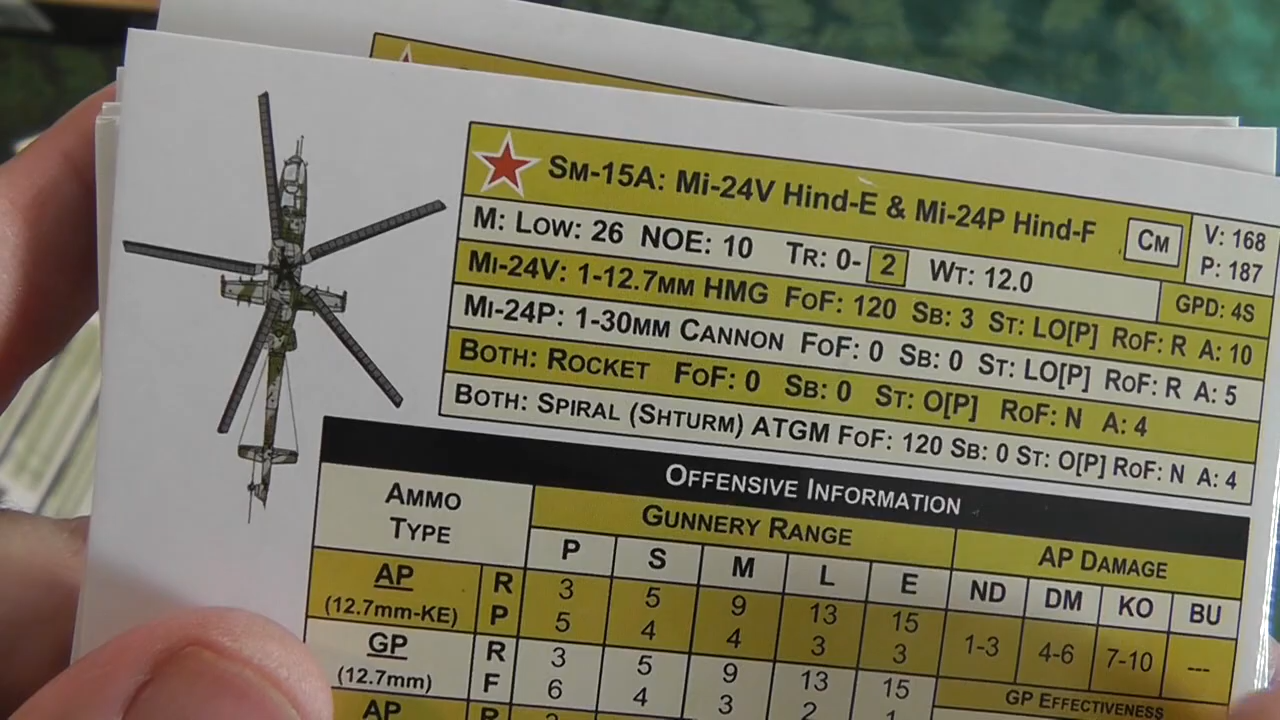 SM-15A: MI-24V HIND-E & MI-24P HIND-F CM V: 168
P: 187
M: LOW: 26 NOE: 10 TR: 0- 2 WT: 12.0 GPD: 4S
MI-24V: 1-12.7MM HMG FOF: 120 SB: 3 ST: LO[P] ROF: R A: 10
MI-24P: 1-30MM CANNON FOF: 0 SB: 0 ST: LO[P] ROF: R A: 5
BOTH: ROCKET FOF: 0 SB: 0 ST: O[P] ROF: N A: 4
BOTH: SPIRAL (SHTURM) ATGM FOF: 120 SB: 0 ST: O[P] ROF: N A: 4
OFFENSIVE INFORMATION
AMMO TYPE GUNNERY RANGE AP DAMAGE
P S M L E ND DM KO BU
AP R 3 5 9 13 15
(12.7mm-KE) P 5 4 4 3 3 1-3 4-6 7-10 ---
GP R 3 5 9 13 15
(12.7mm) F 6 4 3 2 GP EFFECTIVENESS
AP